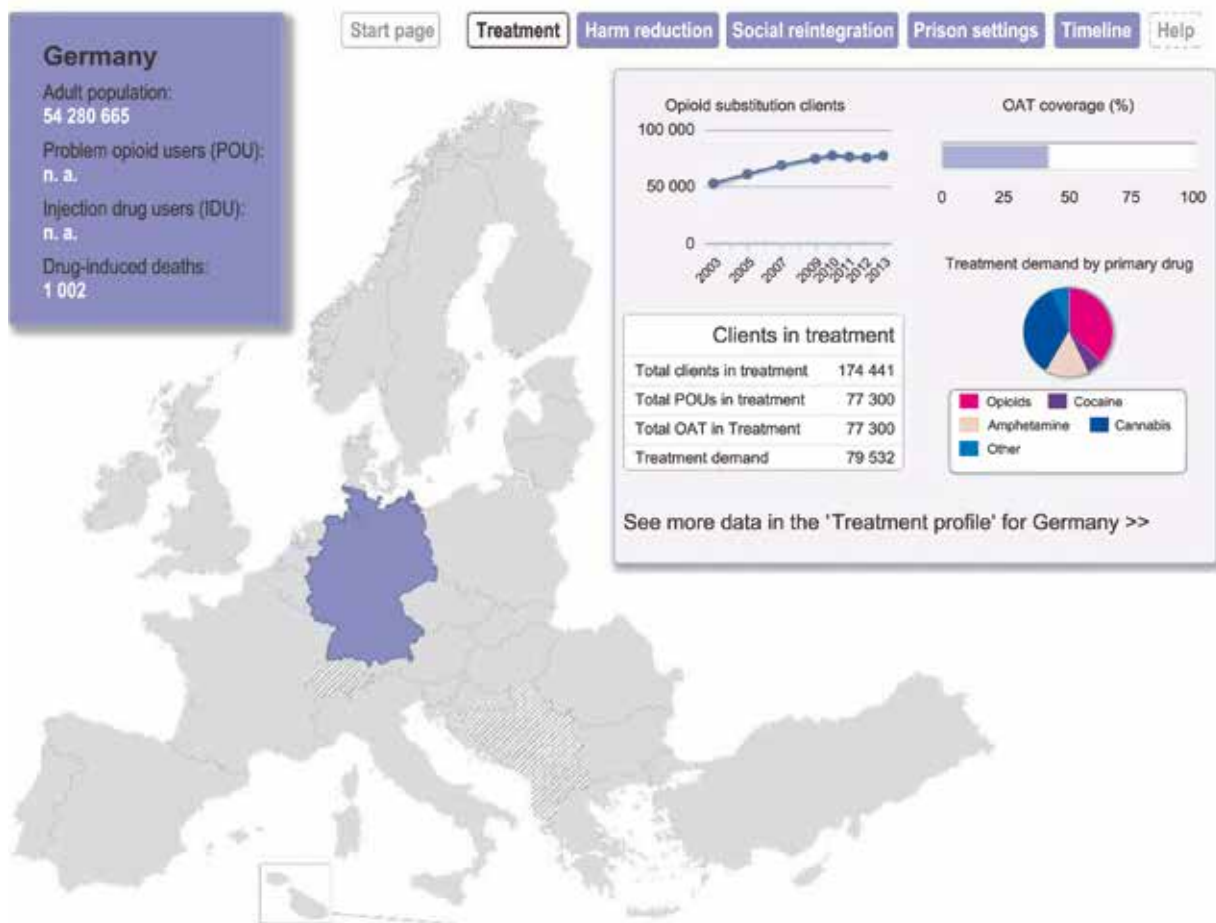 Start page
Treatment
Harm reduction
Social reintegration
Prison settings
Timeline
Help
Germany
Adult population:
54 280 665
Problem opioid users (POU):
n. a.
Injection drug users (IDU):
n. a.
Drug-induced deaths:
1 002
Opioid substitution clients
100 000
50 000
0
2003
2005
2007
2009
2010
2011
2012
2013
OAT coverage (%)
0 25 50 75 100
Treatment demand by primary drug
Opioids Cocaine
Amphetamine Cannabis
Other
Clients in treatment
Total clients in treatment 174 441
Total POUs in treatment 77 300
Total OAT in Treatment 77 300
Treatment demand 79 532
See more data in the 'Treatment profile' for Germany >>